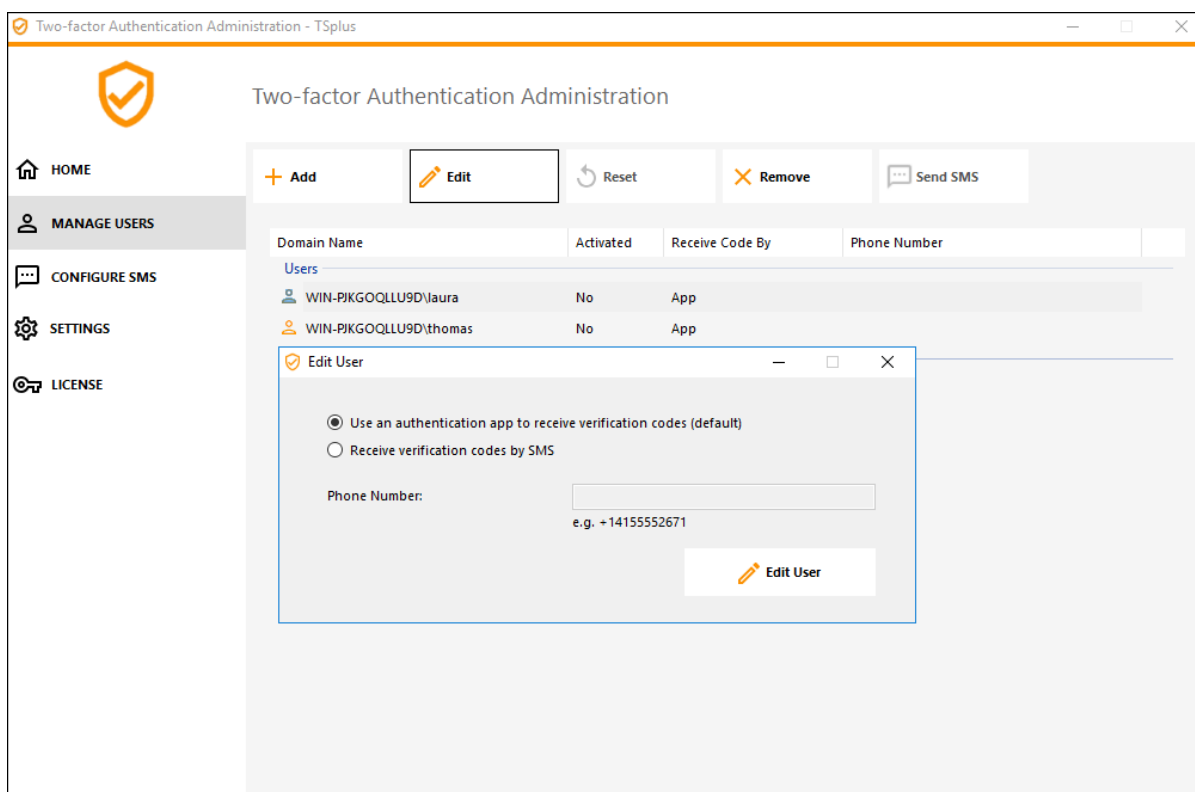 Two-factor Authentication Administration - TSplus
Two-factor Authentication Administration
HOME
MANAGE USERS
CONFIGURE SMS
SETTINGS
LICENSE
Add Edit Reset Remove Send SMS
Domain Name Activated Receive Code By Phone Number
Users
WIN-PJKGOQLLU9D\laura No App
WIN-PJKGOQLLU9D\thomas No App
Edit User
Use an authentication app to receive verification codes (default)
Receive verification codes by SMS
Phone Number:
e.g. +14155552671
Edit User